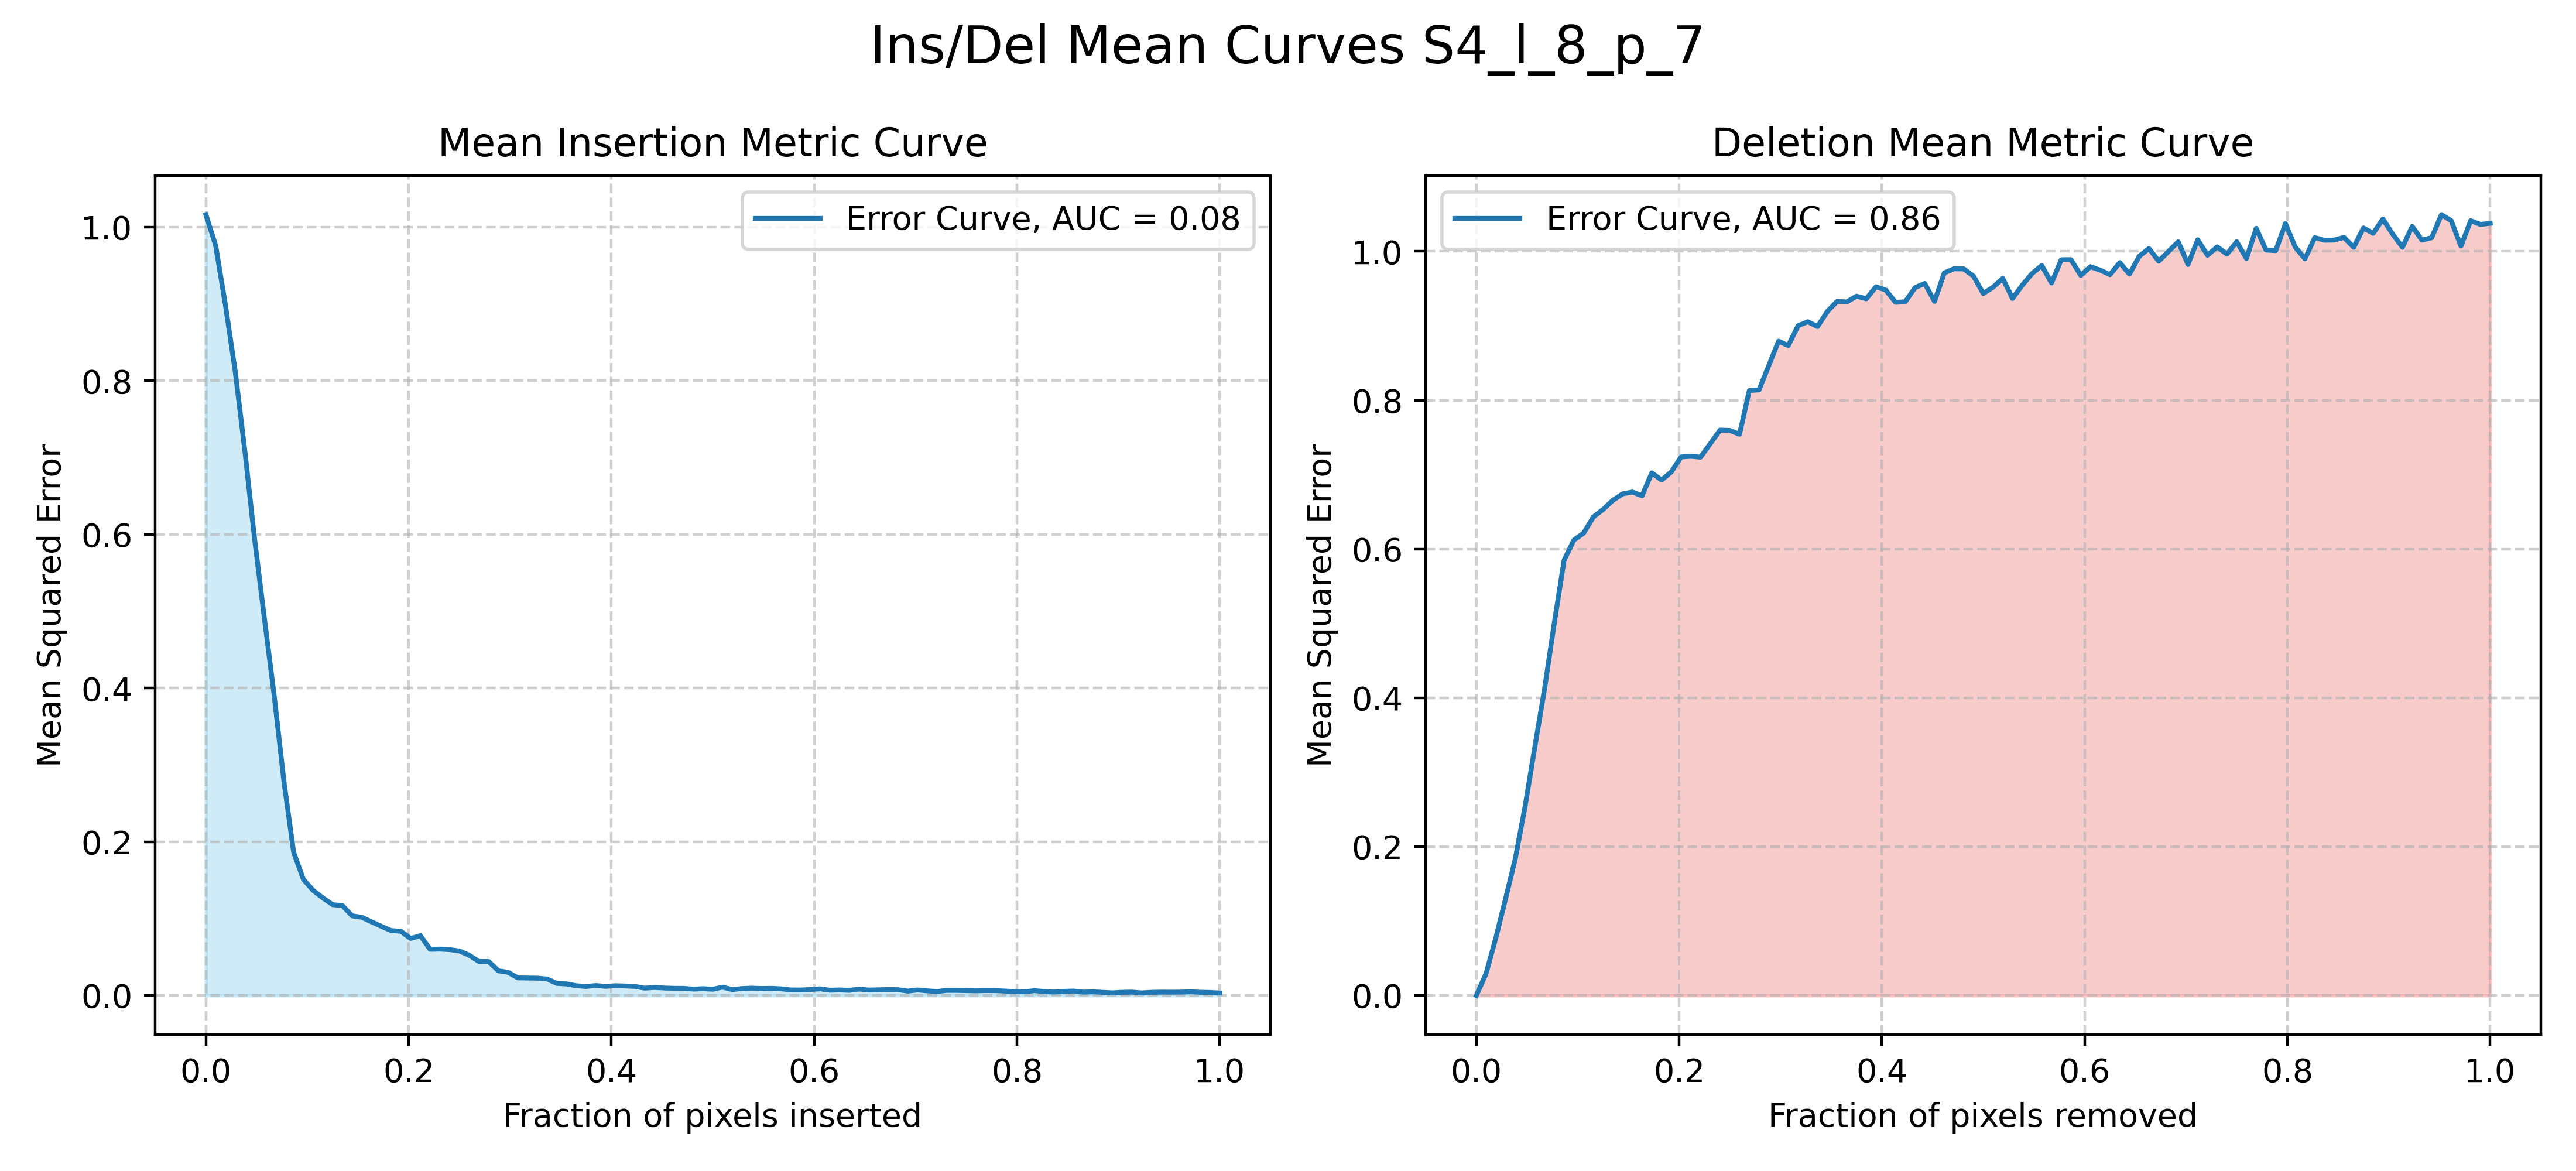 Ins/Del Mean Curves S4_l_8_p_7
Mean Insertion Metric Curve
Error Curve, AUC = 0.08
Mean Squared Error
1.0
0.8
0.6
0.4
0.2
0.0
0.0 0.2 0.4 0.6 0.8 1.0
Fraction of pixels inserted
Deletion Mean Metric Curve
Error Curve, AUC = 0.86
Mean Squared Error
1.0
0.8
0.6
0.4
0.2
0.0
0.0 0.2 0.4 0.6 0.8 1.0
Fraction of pixels removed